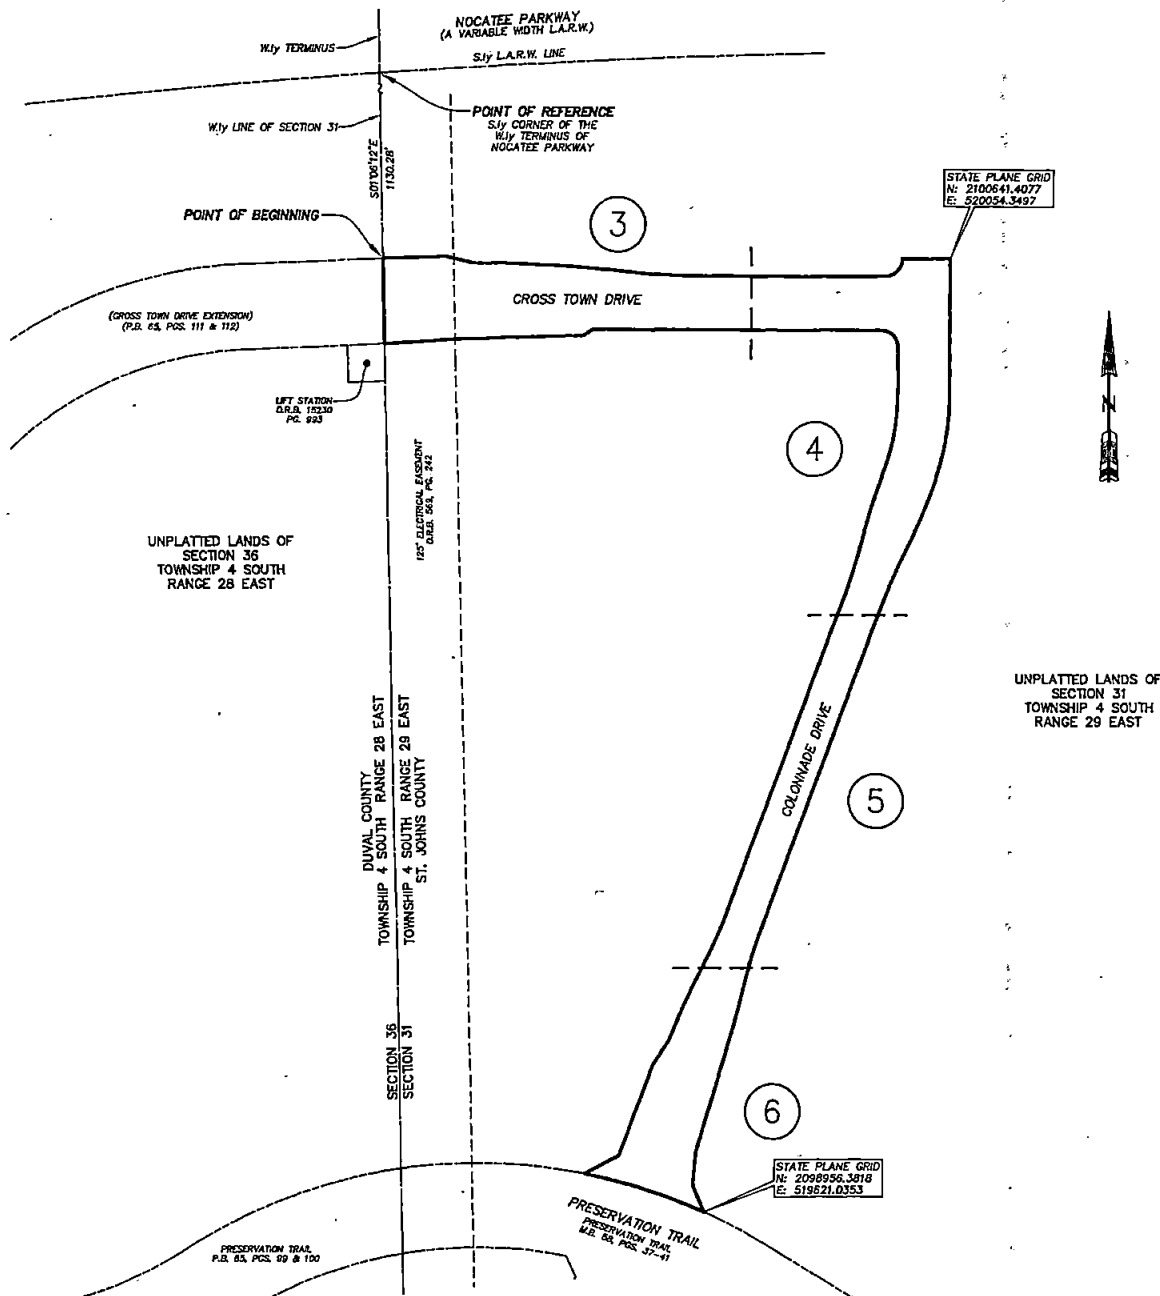 NOCATEE PARKWAY
(A VARIABLE WIDTH L.A.R.W.)
W.ly TERMINUS
S.ly L.A.R.W. LINE
POINT OF REFERENCE
S.ly CORNER OF THE
W.ly TERMINUS OF
NOCATEE PARKWAY
W.ly LINE OF SECTION 31
S01°06'12"E
1130.28'
STATE PLANE GRID
N: 2100641.4077
E: 520054.3497
POINT OF BEGINNING
3
CROSS TOWN DRIVE
(CROSS TOWN DRIVE EXTENSION)
(P.B. 65, PGS. 111 & 112)
LIFT STATION
O.R.B. 15230
PG. 993
N
4
125' ELECTRICAL EASEMENT
O.R.B. 569, PG. 242
UNPLATTED LANDS OF
SECTION 36
TOWNSHIP 4 SOUTH
RANGE 28 EAST
UNPLATTED LANDS OF
SECTION 31
TOWNSHIP 4 SOUTH
RANGE 29 EAST
COLONNADE DRIVE
5
DUVAL COUNTY
TOWNSHIP 4 SOUTH RANGE 28 EAST
TOWNSHIP 4 SOUTH RANGE 29 EAST
ST. JOHNS COUNTY
SECTION 36
SECTION 31
6
STATE PLANE GRID
N: 2098956.3818
E: 519621.0353
PRESERVATION TRAIL
PRESERVATION TRAIL
M.B. 68, PGS. 37-41
PRESERVATION TRAIL
P.B. 65, PGS. 99 & 100